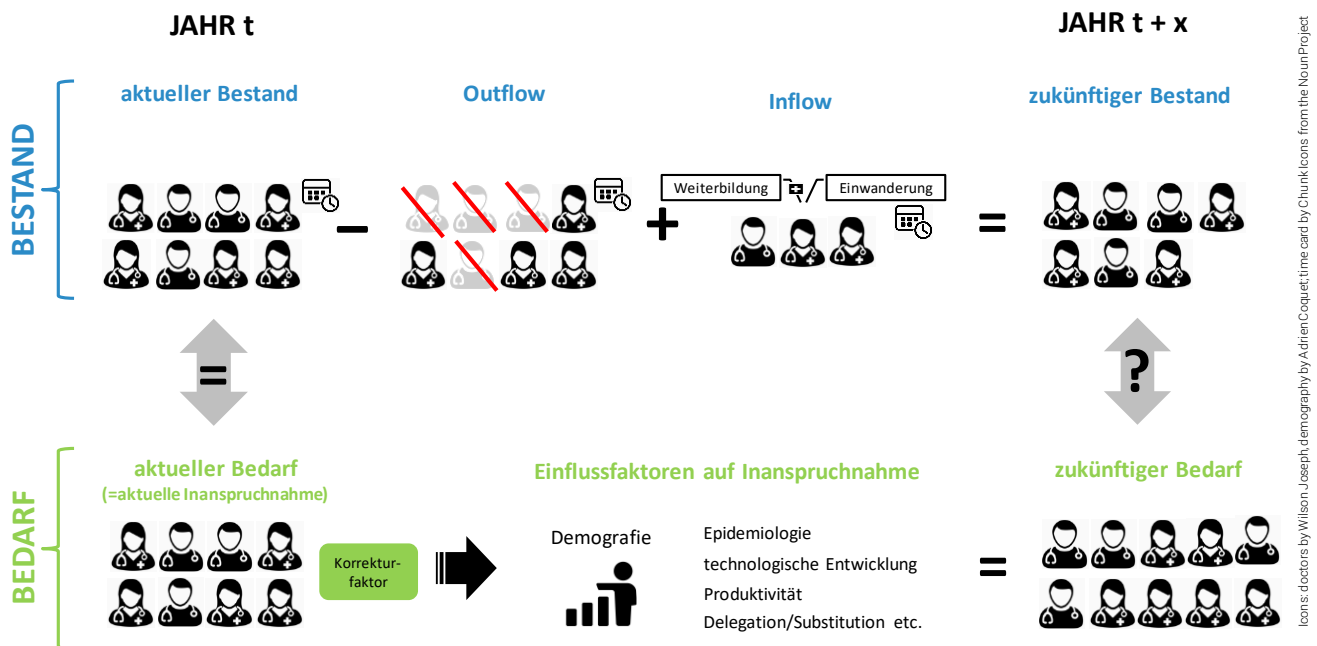 JAHR t
JAHR t + x
BESTAND
aktueller Bestand
Outflow
Inflow
zukünftiger Bestand
Weiterbildung
Einwanderung
–
+
=
=
?
BEDARF
aktueller Bedarf
(=aktuelle Inanspruchnahme)
Einflussfaktoren auf Inanspruchnahme
zukünftiger Bedarf
Korrektur-
faktor
Demografie
Epidemiologie
technologische Entwicklung
Produktivität
Delegation/Substitution etc.
=
Icons: doctors by Wilson Joseph, demography by Adrien Coquet; time card by Chunk Icons from the Noun Project